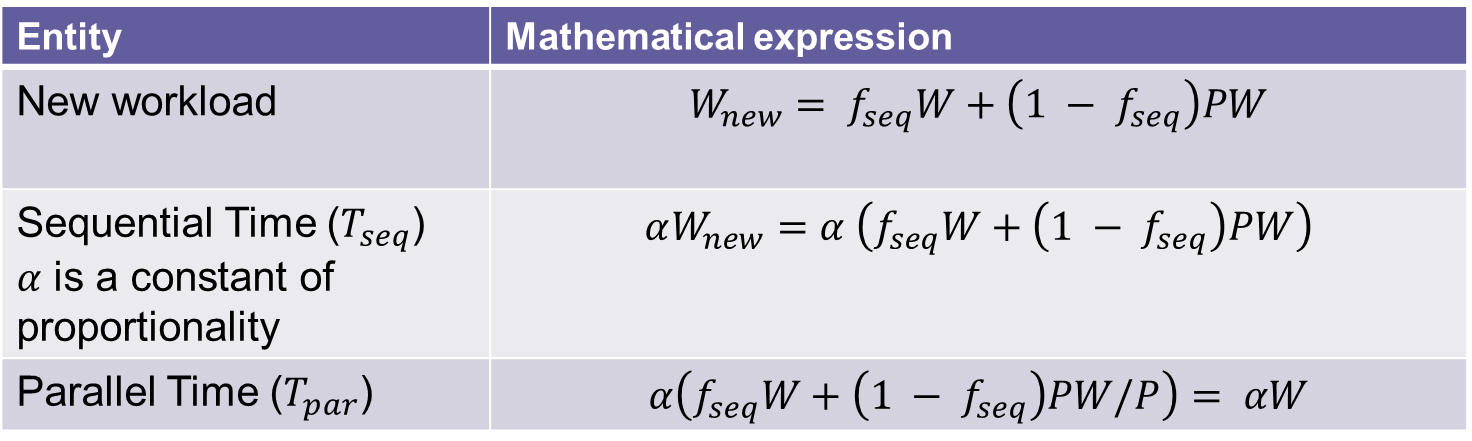 Entity
Mathematical expression
New workload
W_new = f_seq W + (1 − f_seq)PW
Sequential Time (T_seq)
α is a constant of
proportionality
αW_new = α (f_seq W + (1 − f_seq)PW)
Parallel Time (T_par)
α(f_seq W + (1 − f_seq)PW/P) = αW